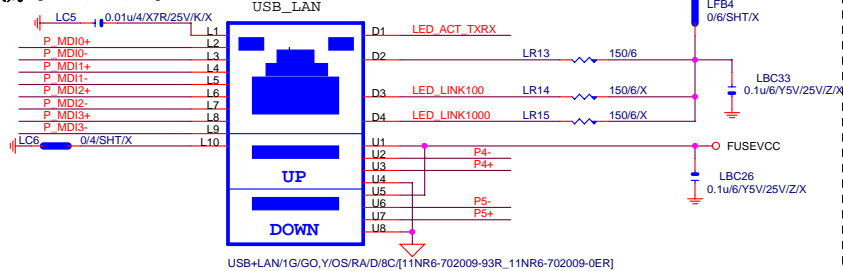 USB_LAN
LFB4
0/6/SHT/X
LC5
0.01u/4/X7R/25V/K/X
L1
D1
LED_ACT_TXRX
P_MDI0+
L2
P_MDI0-
L3
D2
LR13
150/6
P_MDI1+
L4
P_MDI1-
L5
LBC33
0.1u/6/Y5V/25V/Z/X
P_MDI2+
L6
D3
LED_LINK100
LR14
150/6/X
P_MDI2-
L7
P_MDI3+
L8
D4
LED_LINK1000
LR15
150/6/X
P_MDI3-
L9
LC6
0/4/SHT/X
L10
U1
FUSEVCC
U2
P4-
U3
P4+
UP
U4
U5
LBC26
0.1u/6/Y5V/25V/Z/X
U6
P5-
U7
P5+
DOWN
U8
USB+LAN/1G/GO,Y/OS/RA/D/8C/[11NR6-702009-93R_11NR6-702009-0ER]